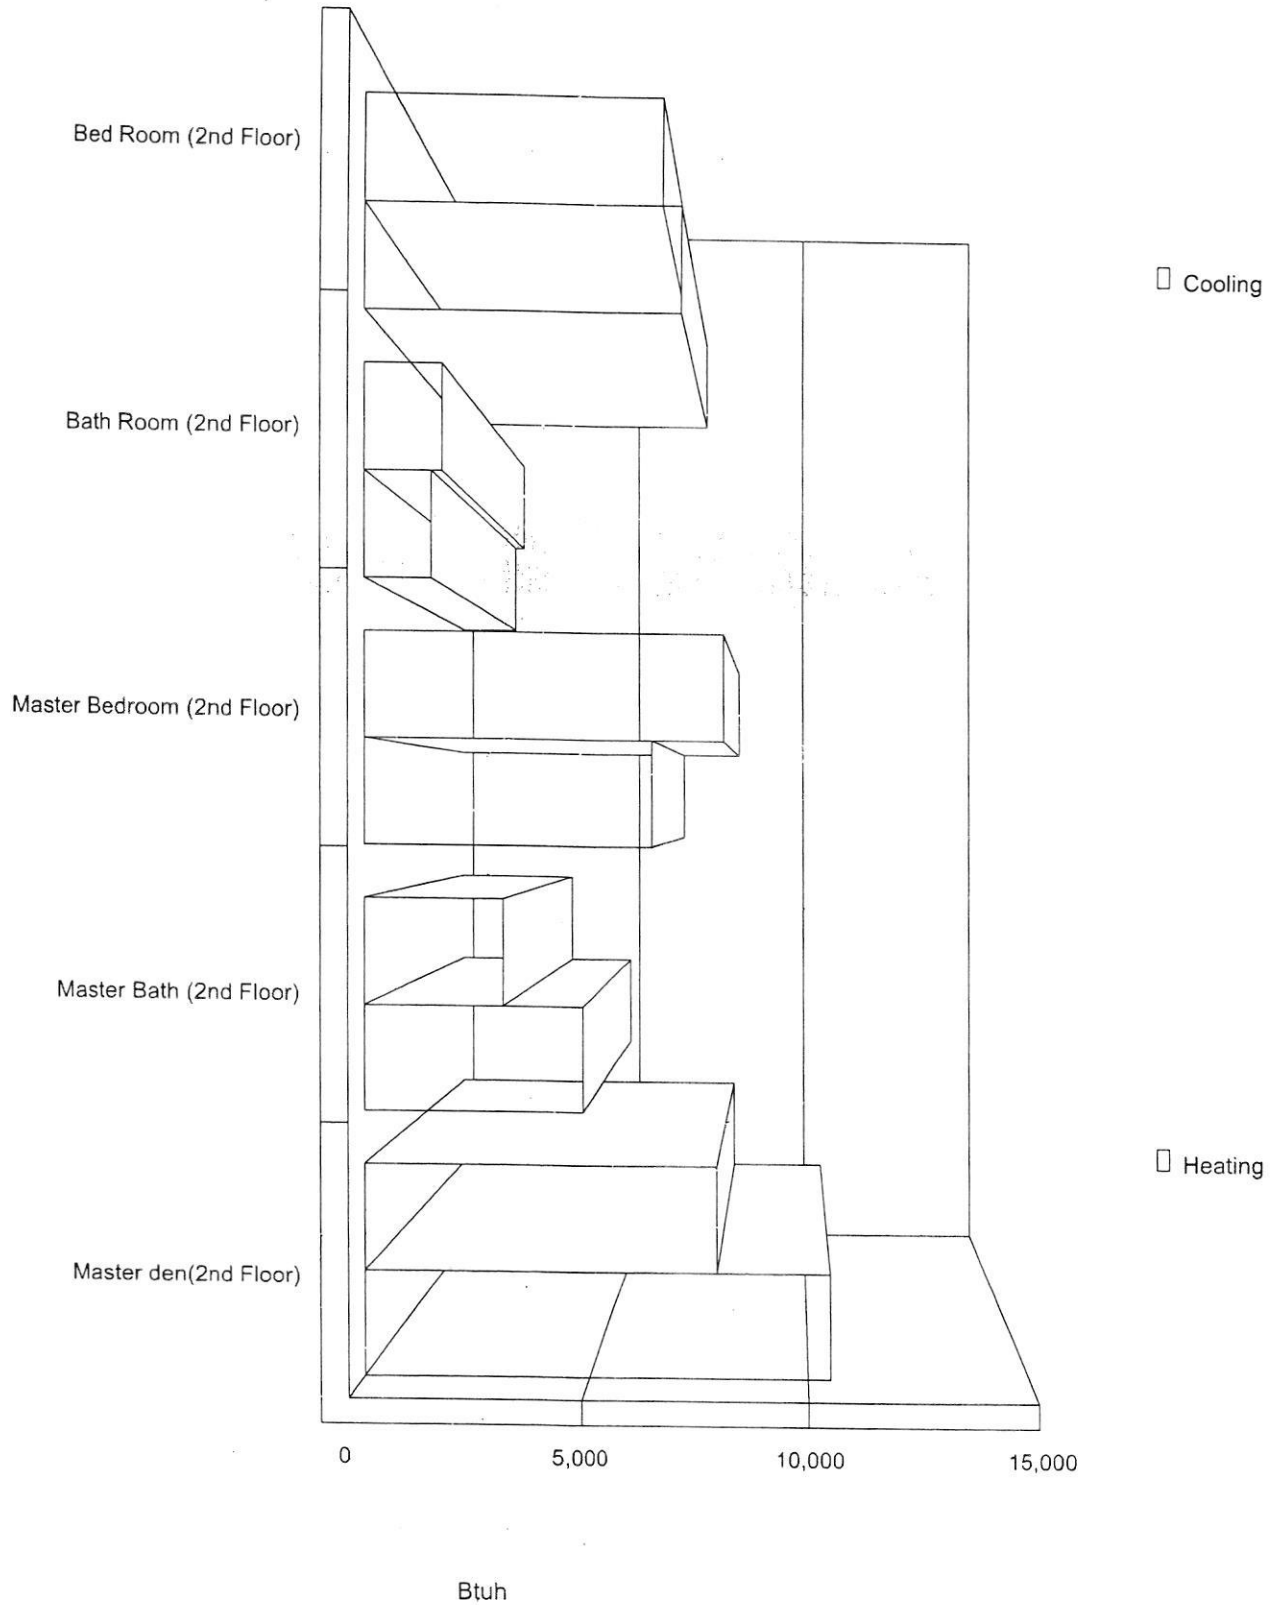 Bed Room (2nd Floor)
Cooling
Bath Room (2nd Floor)
Master Bedroom (2nd Floor)
Master Bath (2nd Floor)
Heating
Master den(2nd Floor)
0
5,000
10,000
15,000
Btuh